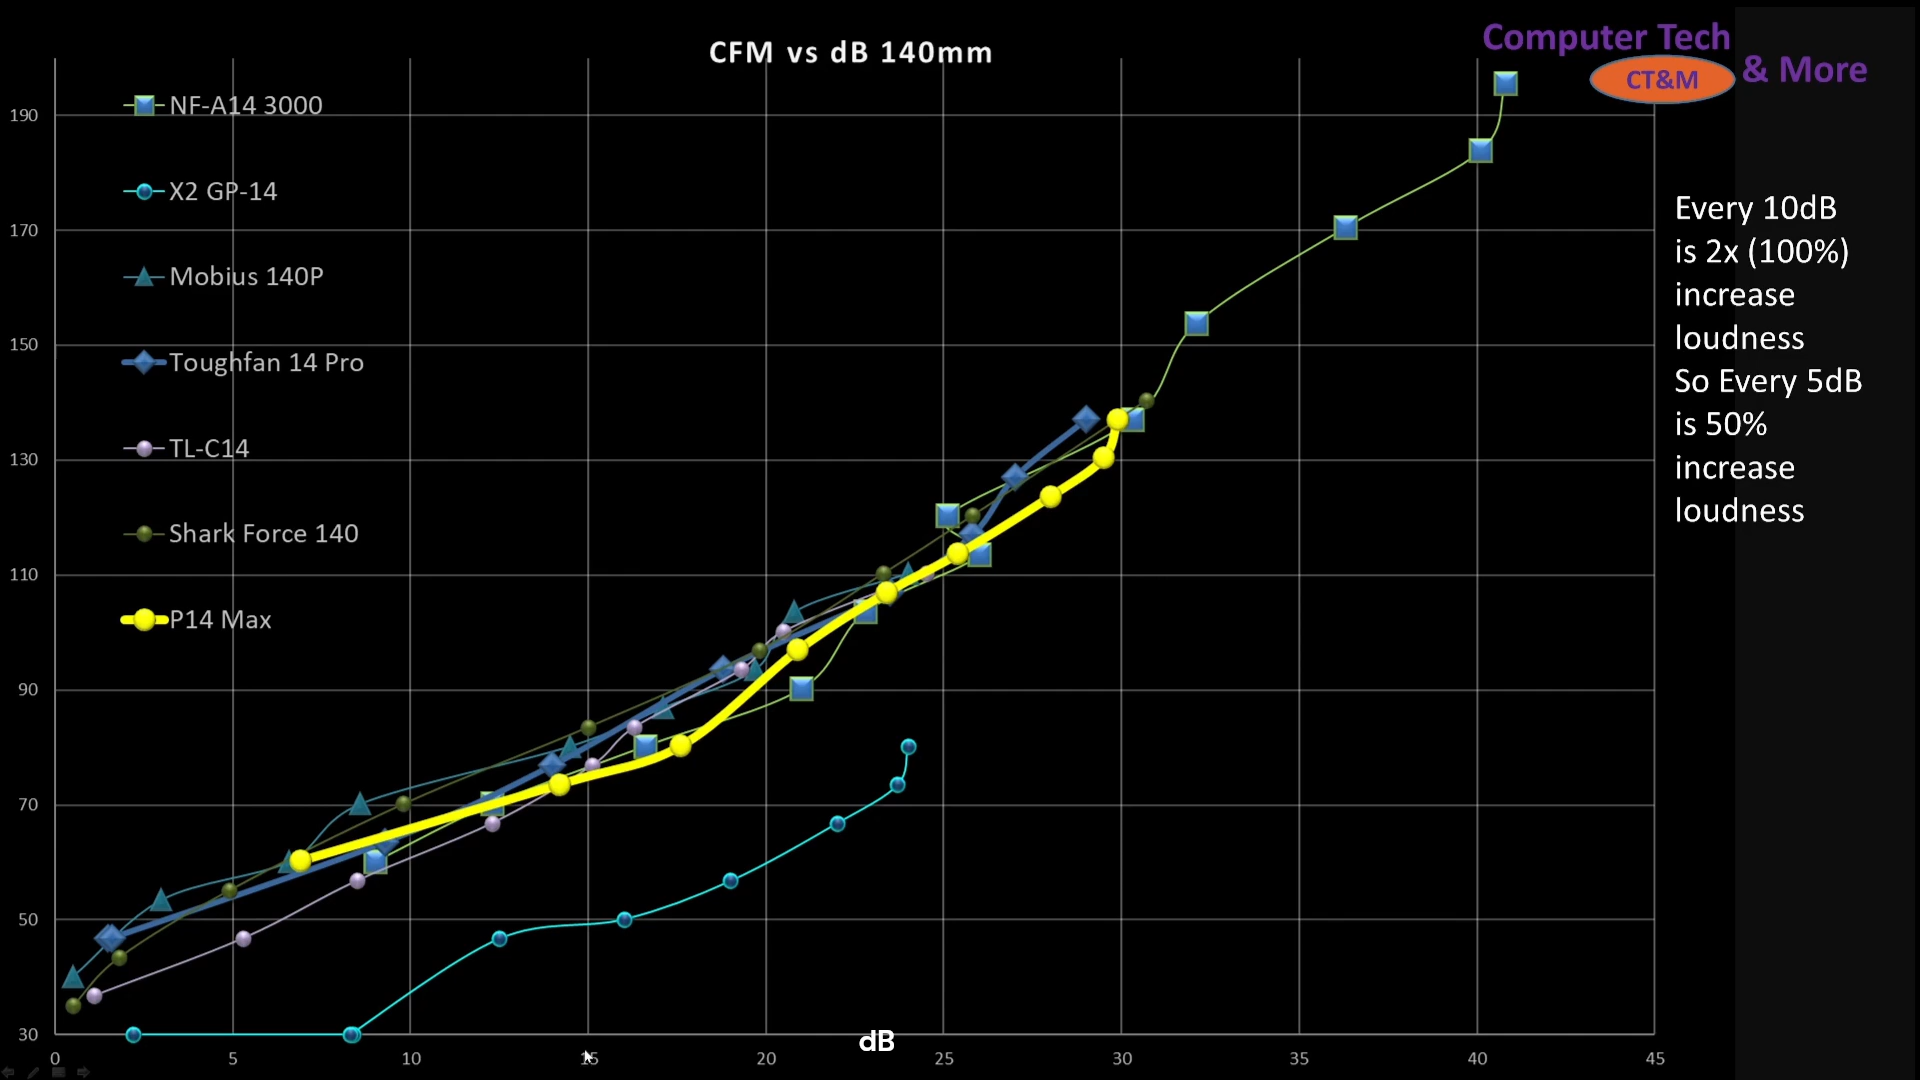 CFM vs dB 140mm
Computer Tech
CT&M
& More
NF-A14 3000
X2 GP-14
Mobius 140P
Toughfan 14 Pro
TL-C14
Shark Force 140
P14 Max
190
170
150
130
110
90
70
50
30
0
5
10
15
20
25
30
35
40
45
dB
Every 10dB
is 2x (100%)
increase
loudness
So Every 5dB
is 50%
increase
loudness